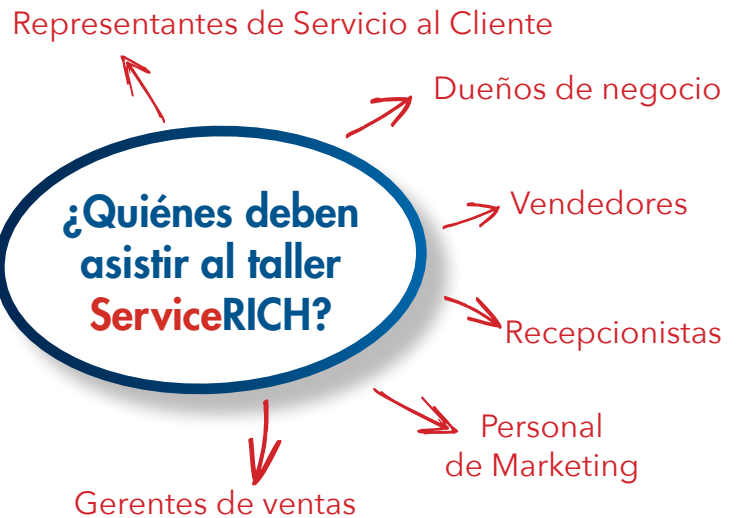 Representantes de Servicio al Cliente
Dueños de negocio
¿Quiénes deben
asistir al taller
ServiceRICH?
Vendedores
Recepcionistas
Personal
de Marketing
Gerentes de ventas